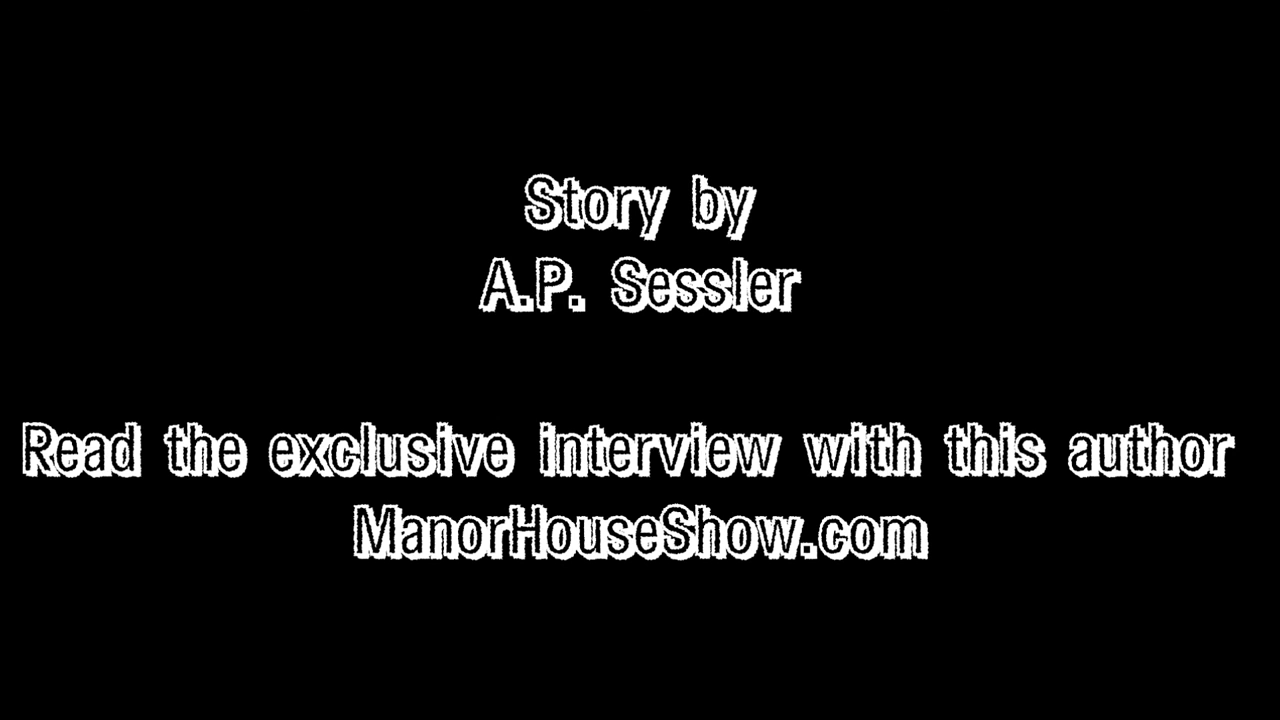 Story by
A.P. Sessler
Read the exclusive interview with this author
ManorHouseShow.com